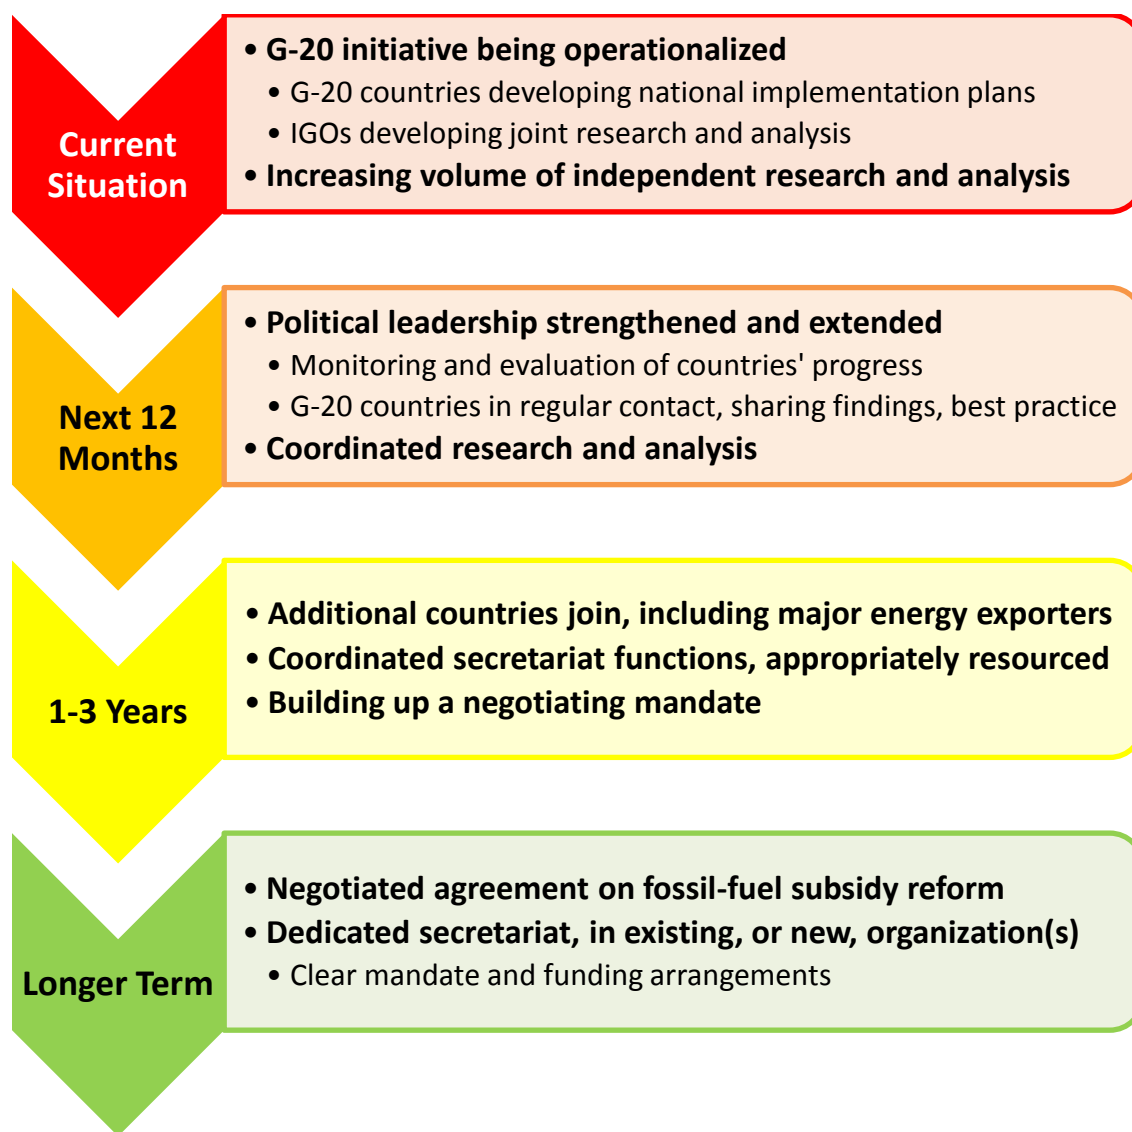 Current
Situation
• G-20 initiative being operationalized
• G-20 countries developing national implementation plans
• IGOs developing joint research and analysis
• Increasing volume of independent research and analysis
Next 12
Months
• Political leadership strengthened and extended
• Monitoring and evaluation of countries' progress
• G-20 countries in regular contact, sharing findings, best practice
• Coordinated research and analysis
1-3 Years
• Additional countries join, including major energy exporters
• Coordinated secretariat functions, appropriately resourced
• Building up a negotiating mandate
Longer Term
• Negotiated agreement on fossil-fuel subsidy reform
• Dedicated secretariat, in existing, or new, organization(s)
• Clear mandate and funding arrangements